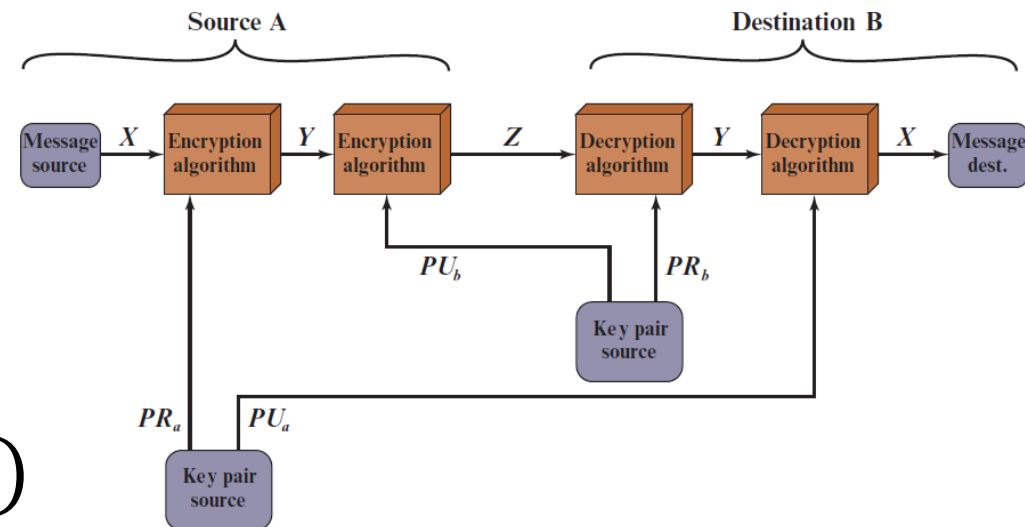 Source A
Destination B
Message
source
X
Encryption
algorithm
Y
Encryption
algorithm
Z
Decryption
algorithm
Y
Decryption
algorithm
X
Message
dest.
PU_b
PR_b
Key pair
source
PR_a
PU_a
Key pair
source
)